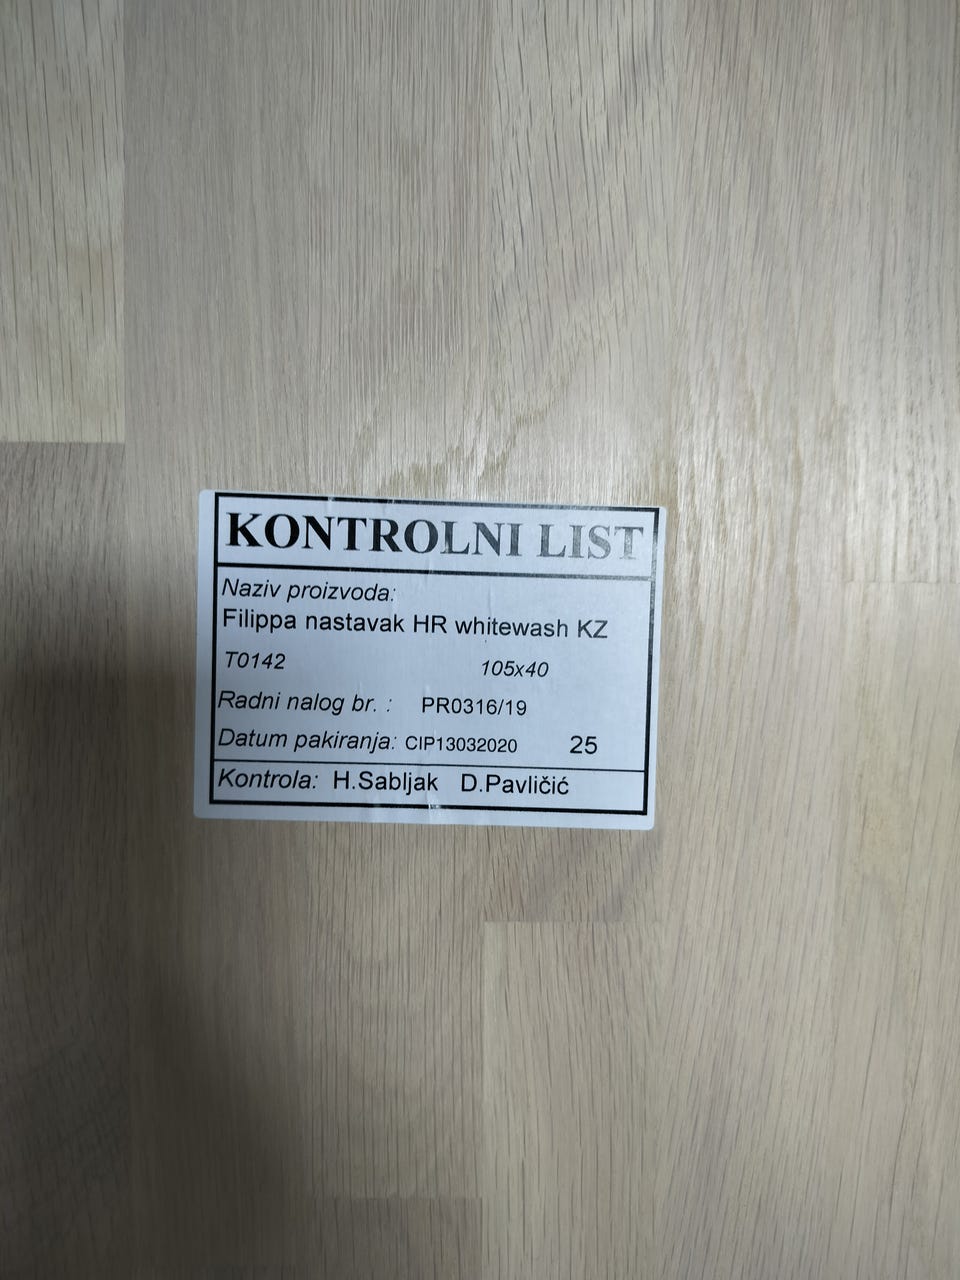 KONTROLNI LIST
Naziv proizvoda:
Filippa nastavak HR whitewash KZ
T0142 105x40
Radni nalog br. : PR0316/19
Datum pakiranja: CIP13032020 25
Kontrola: H.Sabljak D.Pavličić